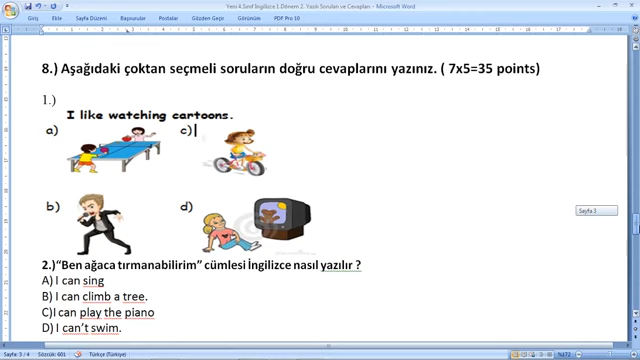 Yeni 4.Sınıf İngilizce 1.Dönem 2. Yazılı Soruları ve Cevapları - Microsoft Word
Giriş Ekle Sayfa Düzeni Başvurular Postalar Gözden Geçir Görünüm PDF Pro 10
8.) Aşağıdaki çoktan seçmeli soruların doğru cevaplarını yazınız. ( 7x5=35 points)
1.)
I like watching cartoons.
a) c)
b) d)
Sayfa 3
2.)“Ben ağaca tırmanabilirim” cümlesi İngilizce nasıl yazılır ?
A) I can sing
B) I can climb a tree.
C)I can play the piano
D) I can’t swim.
Sayfa: 3 / 4 Sözcük: 601 Türkçe (Türkiye) %172